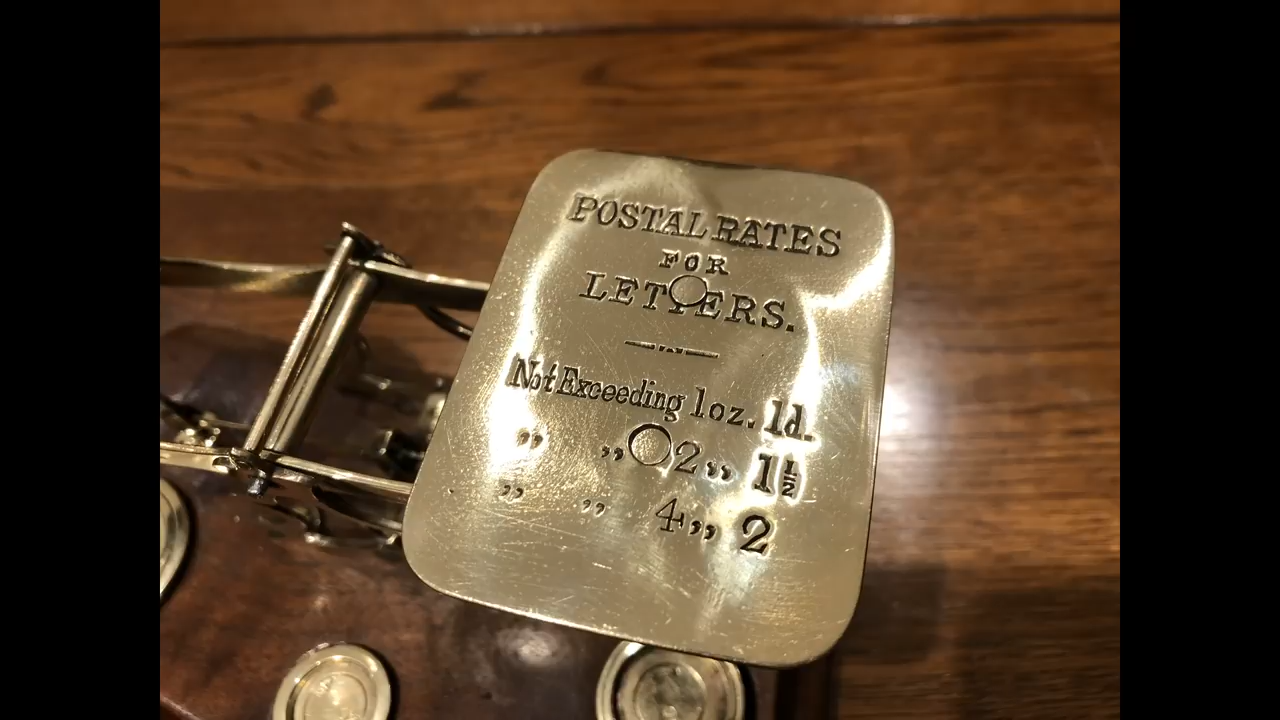 POSTAL RATES
FOR
LETTERS.
Not Exceeding 1oz. 1d.
" " 2 " 1½
" " 4 " 2